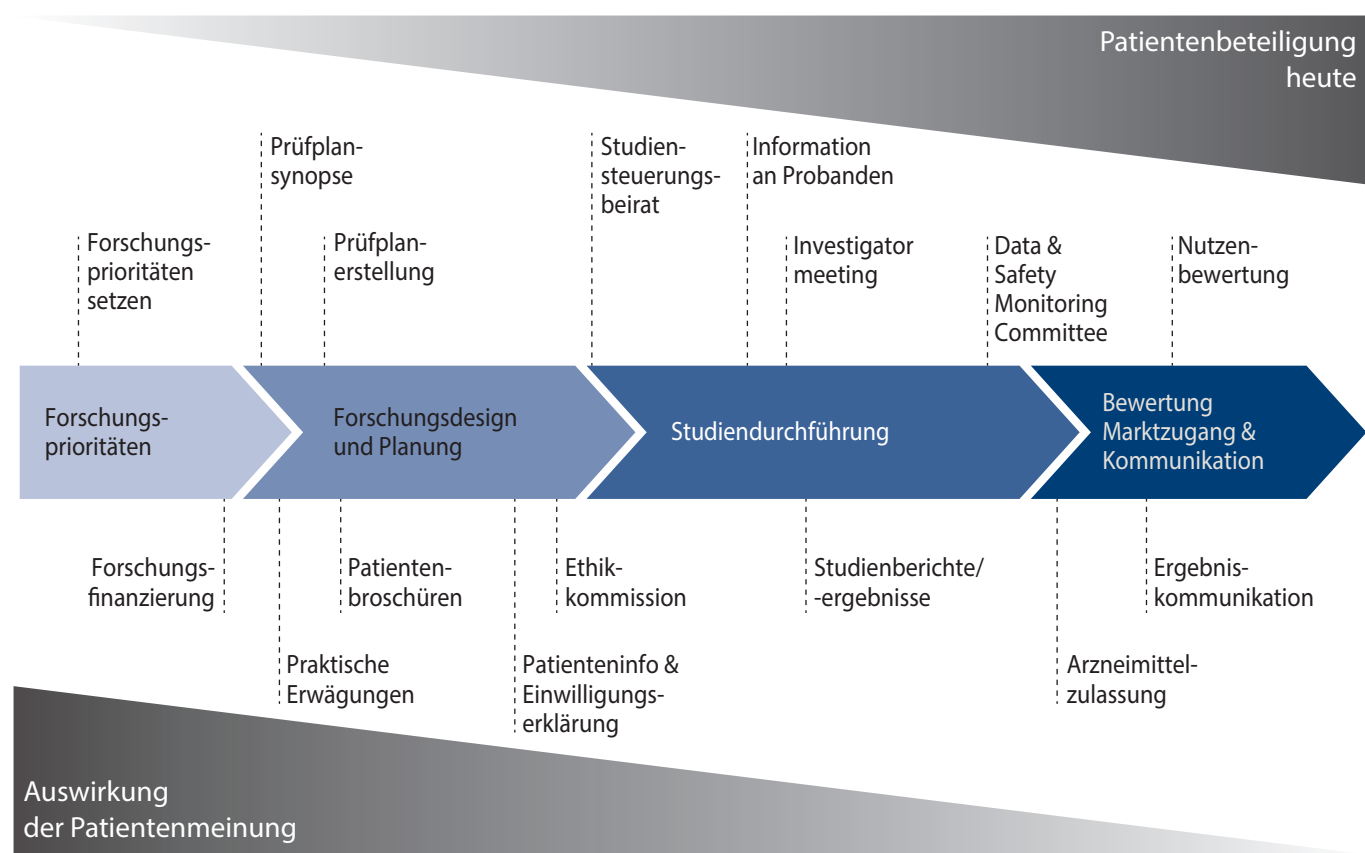 Patientenbeteiligung
heute
Prüfplan-
synopse
Studien-
steuerungs-
beirat
Information
an Probanden
Forschungs-
prioritäten
setzen
Prüfplan-
erstellung
Investigator
meeting
Data &
Safety
Monitoring
Committee
Nutzen-
bewertung
Forschungs-
prioritäten
Forschungsdesign
und Planung
Studiendurchführung
Bewertung
Marktzugang &
Kommunikation
Forschungs-
finanzierung
Patienten-
broschüren
Ethik-
kommission
Studienberichte/
-ergebnisse
Ergebnis-
kommunikation
Praktische
Erwägungen
Patienteninfo &
Einwilligungs-
erklärung
Arzneimittel-
zulassung
Auswirkung
der Patientenmeinung